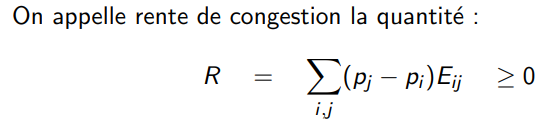 On appelle rente de congestion la quantité :
R = ∑_{i,j} (p_j − p_i)E_{ij} ≥ 0